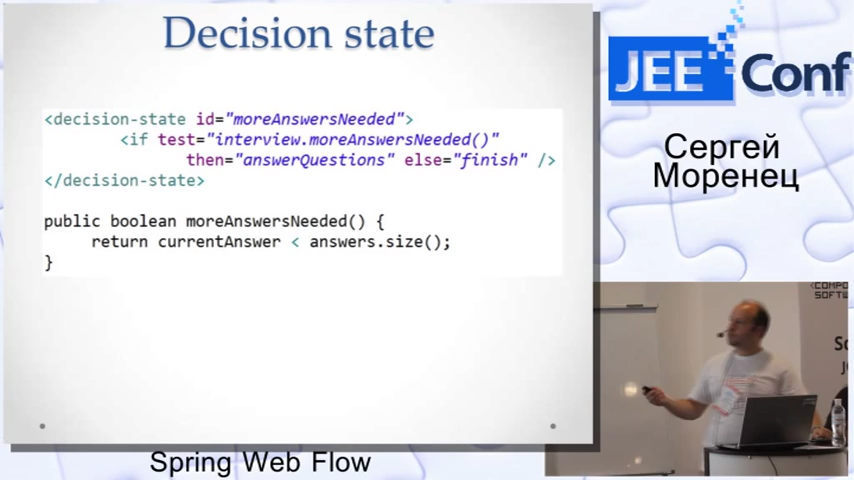 Decision state
<decision-state id="moreAnswersNeeded">
<if test="interview.moreAnswersNeeded()"
then="answerQuestions" else="finish" />
</decision-state>
public boolean moreAnswersNeeded() {
return currentAnswer < answers.size();
}
JEE Conf
Сергей
Моренец
Spring Web Flow